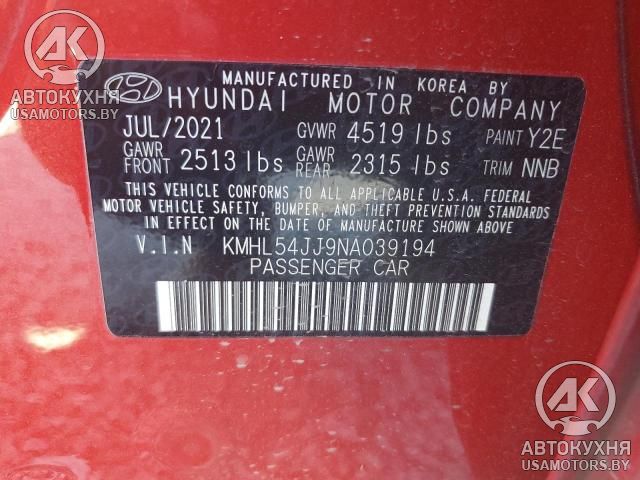 MANUFACTURED IN KOREA BY
HYUNDAI MOTOR COMPANY
JUL/2021 GVWR 4519 lbs PAINT Y2E
GAWR FRONT 2513 lbs GAWR REAR 2315 lbs TRIM NNB
THIS VEHICLE CONFORMS TO ALL APPLICABLE U.S.A. FEDERAL
MOTOR VEHICLE SAFETY, BUMPER, AND THEFT PREVENTION STANDARDS
IN EFFECT ON THE DATE OF MANUFACTURE SHOWN ABOVE.
V.I.N KMHL54JJ9NA039194
PASSENGER CAR
АК
АВТОКУХНЯ
USAMOTORS.BY
АК
АВТОКУХНЯ
USAMOTORS.BY